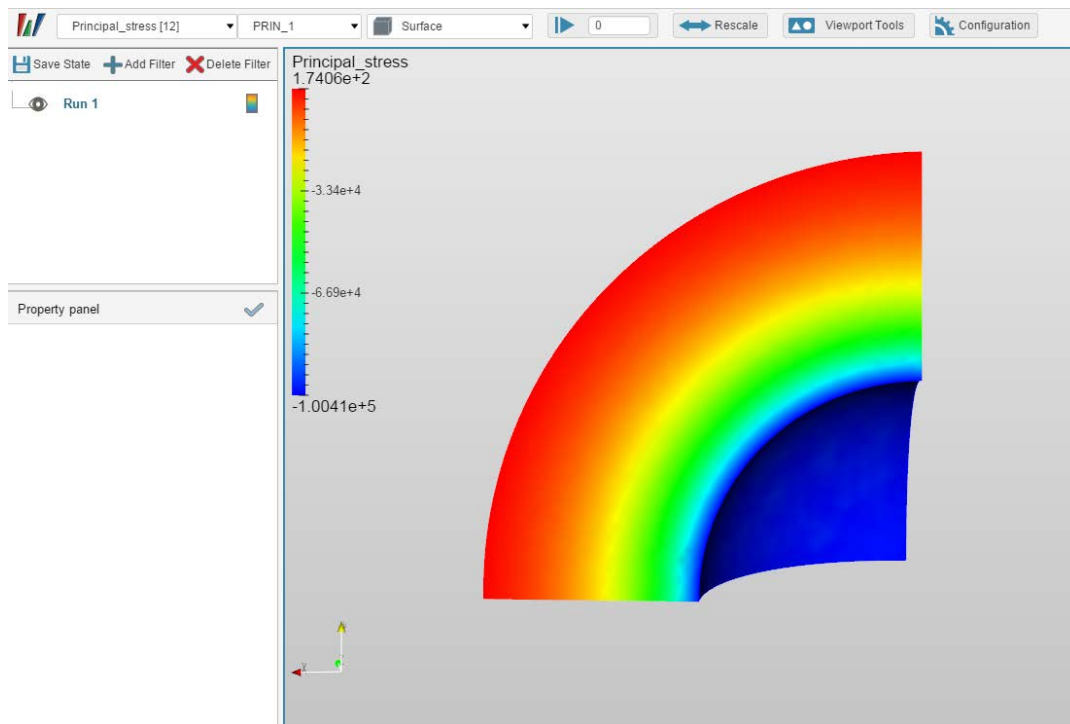 Principal_stress [12] PRIN_1 Surface 0 Rescale Viewport Tools Configuration
Save State Add Filter Delete Filter
Run 1
Property panel
Principal_stress
1.7406e+2
-3.34e+4
-6.69e+4
-1.0041e+5
X